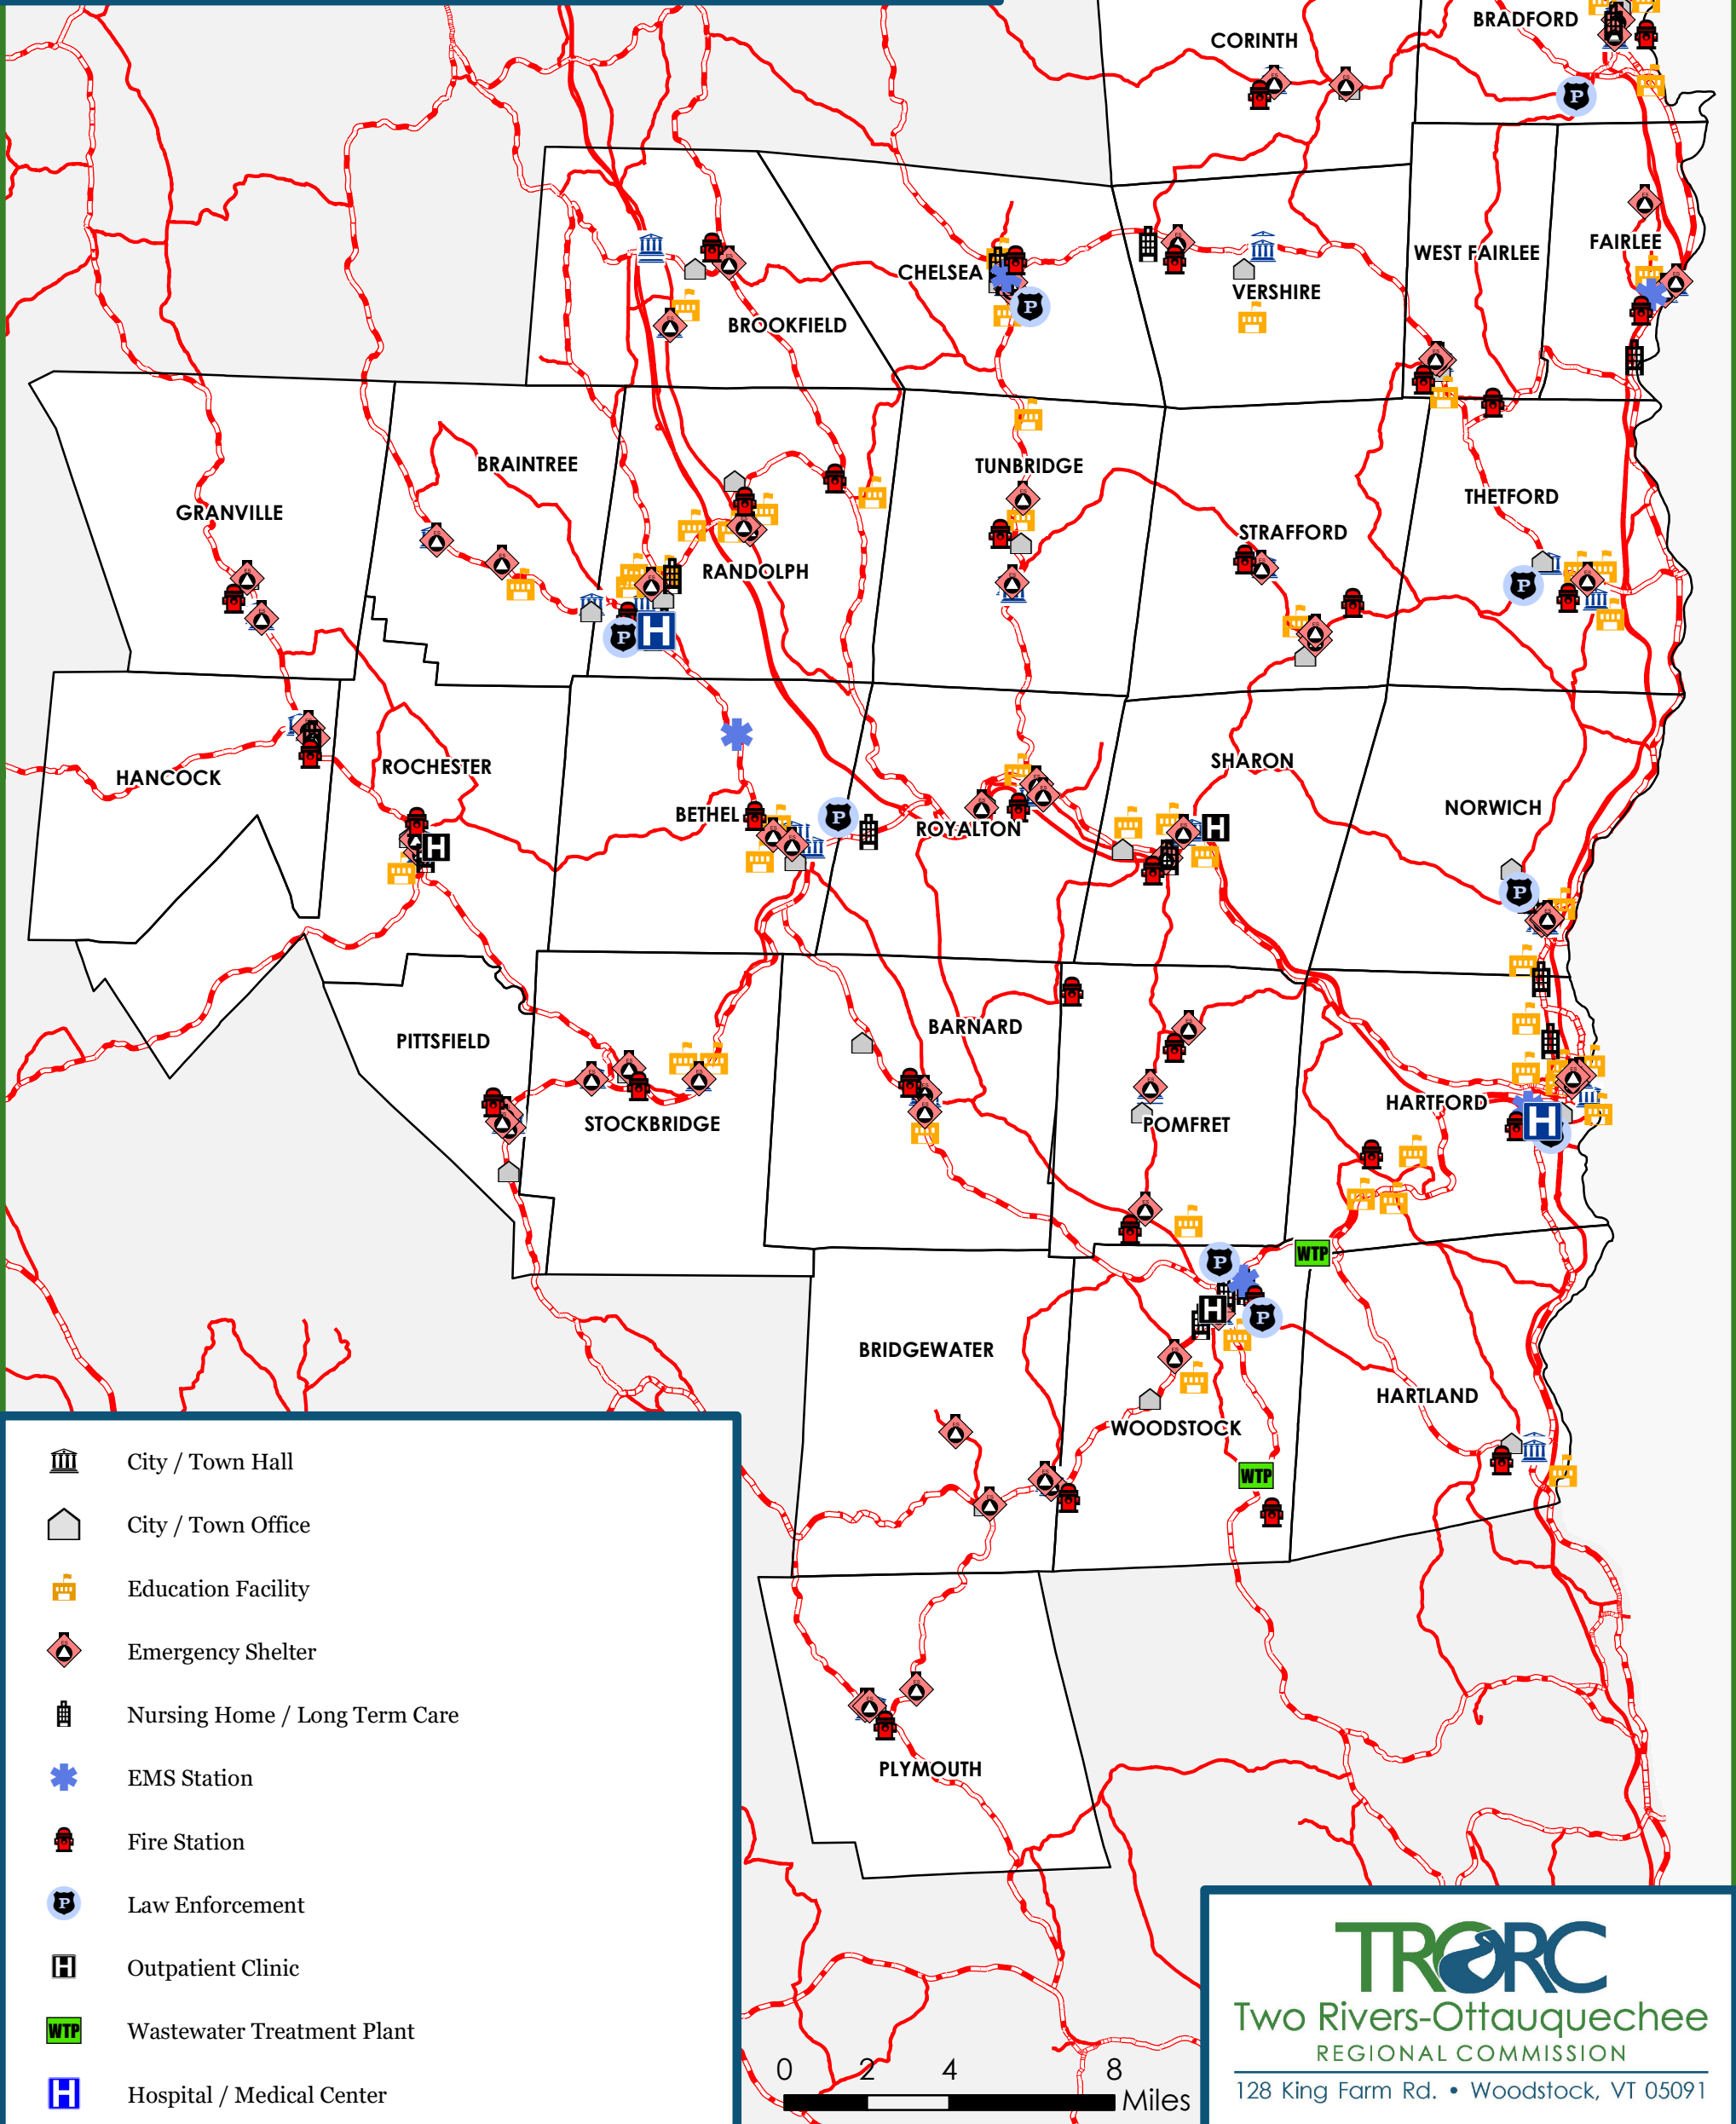 CORINTH
BRADFORD
WEST FAIRLEE
FAIRLEE
CHELSEA
VERSHIRE
BROOKFIELD
BRAINTREE
TUNBRIDGE
GRANVILLE
THETFORD
STRAFFORD
RANDOLPH
P
P
H
SHARON
HANCOCK
ROCHESTER
NORWICH
BETHEL
ROYALTON
P
H
H
P
BARNARD
PITTSFIELD
STOCKBRIDGE
POMFRET
HARTFORD
H
WTP
P
H
P
BRIDGEWATER
HARTLAND
WOODSTOCK
WTP
PLYMOUTH
City / Town Hall
City / Town Office
Education Facility
Emergency Shelter
Nursing Home / Long Term Care
EMS Station
Fire Station
P Law Enforcement
H Outpatient Clinic
WTP Wastewater Treatment Plant
H Hospital / Medical Center
0 2 4 8
Miles
TRORC
Two Rivers-Ottauquechee
REGIONAL COMMISSION
128 King Farm Rd. • Woodstock, VT 05091